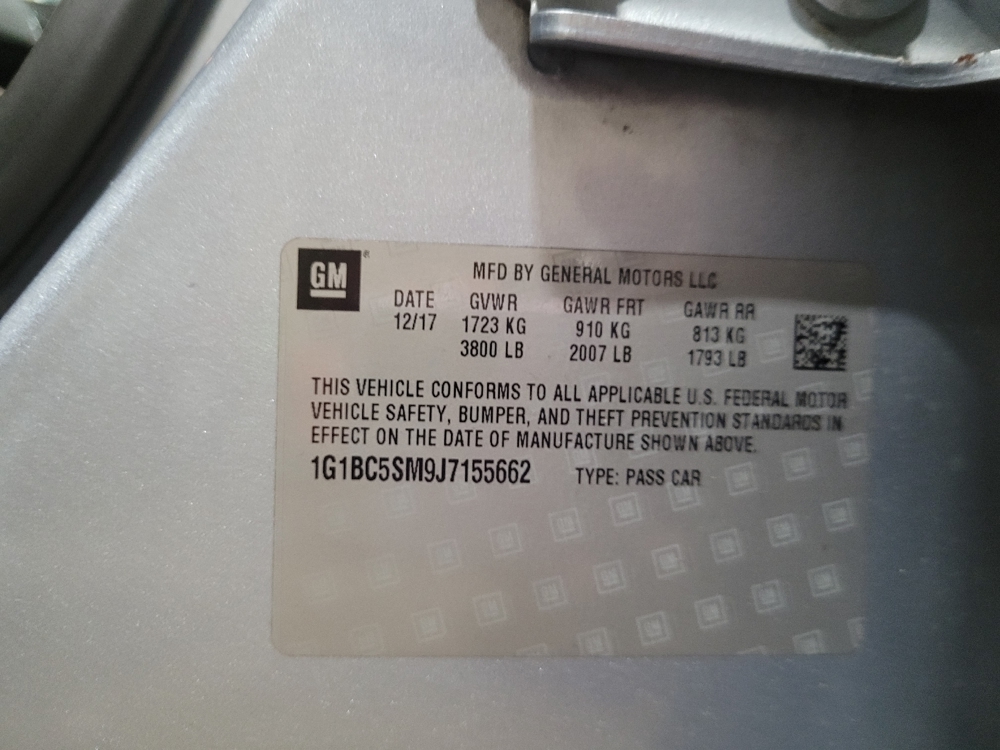 GM
MFD BY GENERAL MOTORS LLC
DATE GVWR GAWR FRT GAWR RR
12/17 1723 KG 910 KG 813 KG
3800 LB 2007 LB 1793 LB
THIS VEHICLE CONFORMS TO ALL APPLICABLE U.S. FEDERAL MOTOR
VEHICLE SAFETY, BUMPER, AND THEFT PREVENTION STANDARDS IN
EFFECT ON THE DATE OF MANUFACTURE SHOWN ABOVE.
1G1BC5SM9J7155662 TYPE: PASS CAR